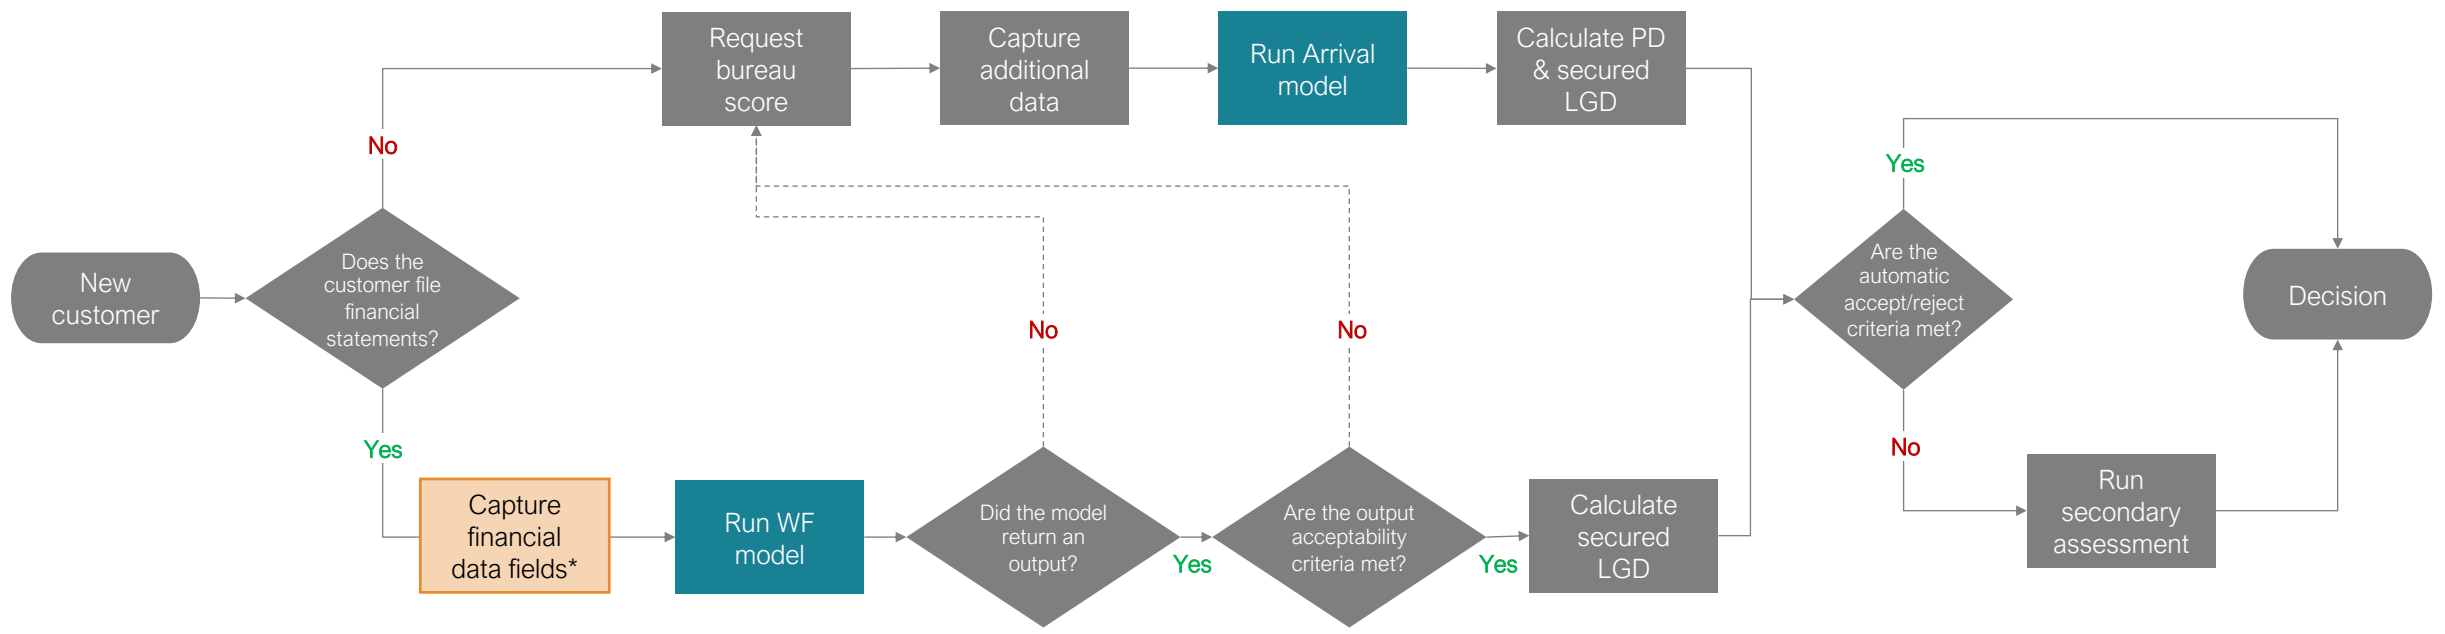 Request
bureau
score
Capture
additional
data
Run Arrival
model
Calculate PD
& secured
LGD
No
Yes
New
customer
Does the
customer file
financial
statements?
Are the
automatic
accept/reject
criteria met?
Decision
No
No
Yes
No
Capture
financial
data fields*
Run WF
model
Did the model
return an
output?
Yes
Are the output
acceptability
criteria met?
Yes
Calculate
secured
LGD
Run
secondary
assessment